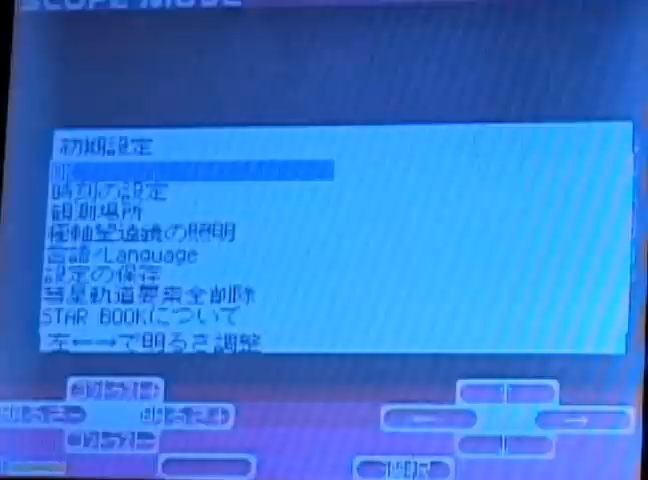 SCOPE MODE
初期設定
時刻の設定
観測場所
極軸望遠鏡の照明
言語/Language
設定の保存
彗星軌道要素全削除
STAR BOOKについて
左←→で明るさ調整
← →